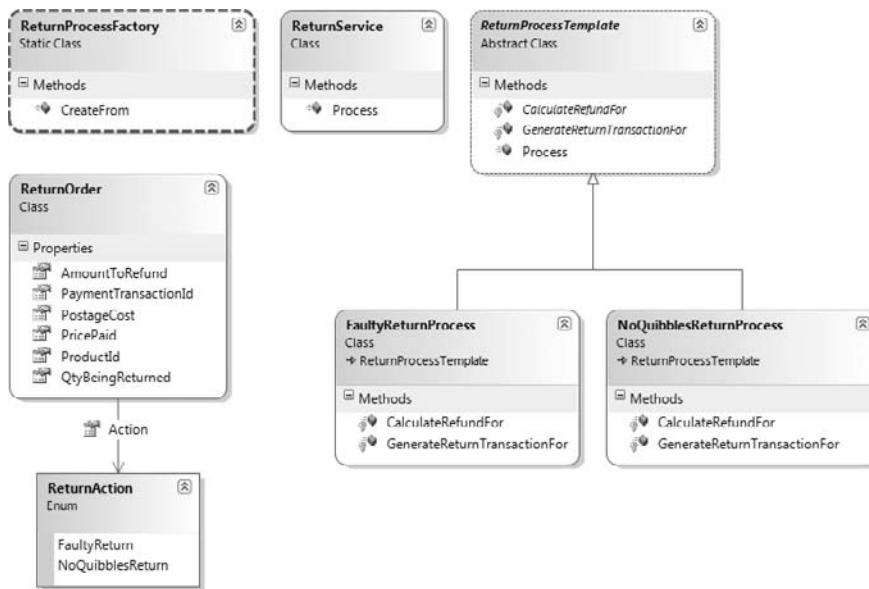 ReturnProcessFactory
Static Class
Methods
CreateFrom
ReturnService
Class
Methods
Process
ReturnProcessTemplate
Abstract Class
Methods
CalculateRefundFor
GenerateReturnTransactionFor
Process
ReturnOrder
Class
Properties
AmountToRefund
PaymentTransactionId
PostageCost
PricePaid
ProductId
QtyBeingReturned
Action
ReturnAction
Enum
FaultyReturn
NoQuibblesReturn
FaultyReturnProcess
Class
ReturnProcessTemplate
Methods
CalculateRefundFor
GenerateReturnTransactionFor
NoQuibblesReturnProcess
Class
ReturnProcessTemplate
Methods
CalculateRefundFor
GenerateReturnTransactionFor